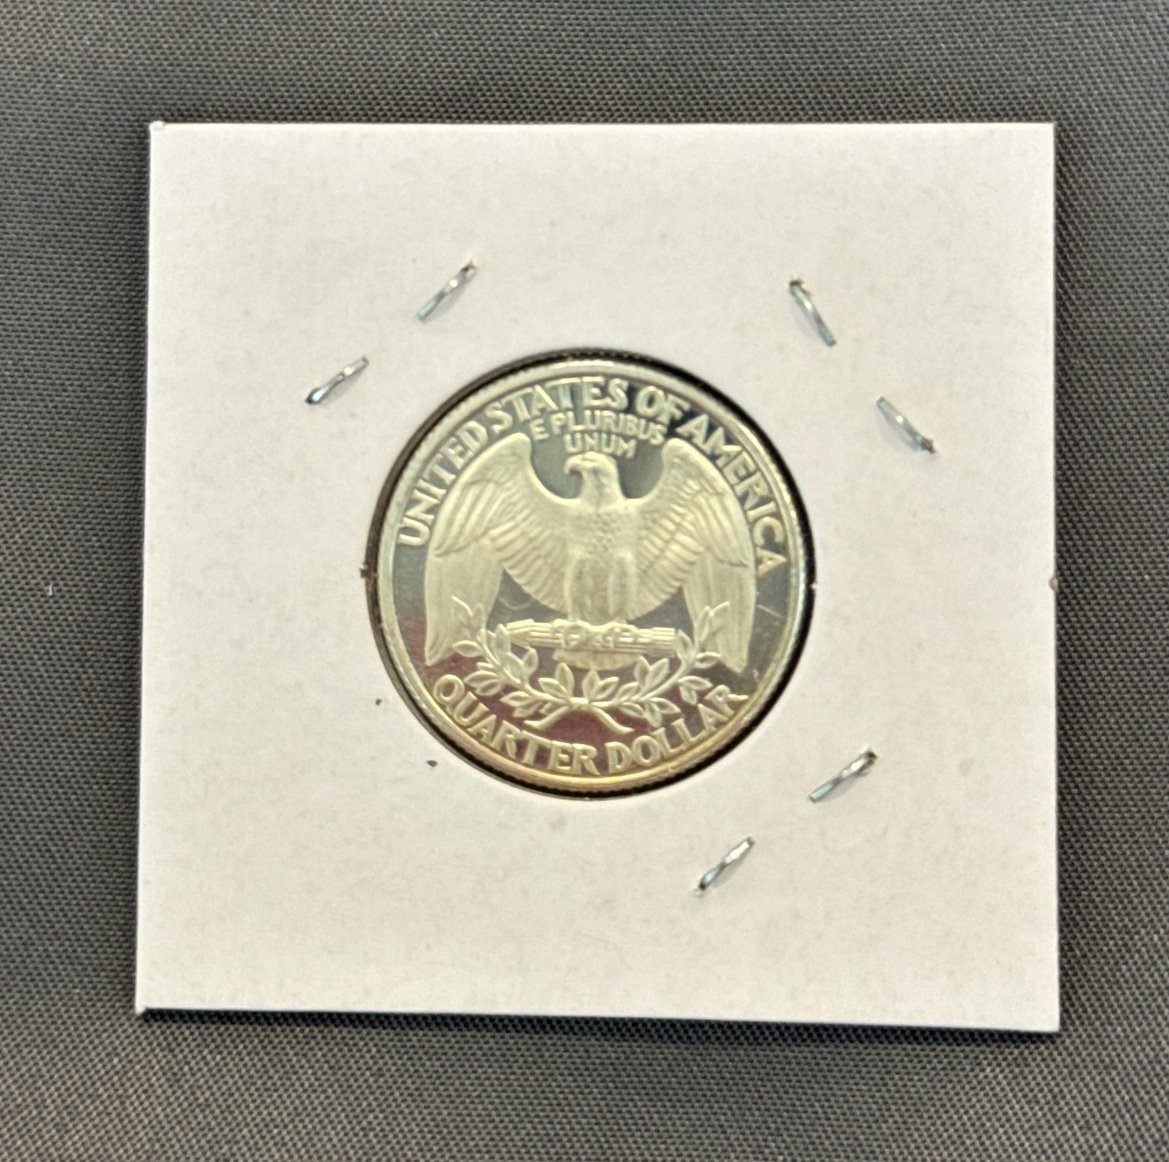 UNITED STATES OF AMERICA
E PLURIBUS
UNUM
QUARTER DOLLAR